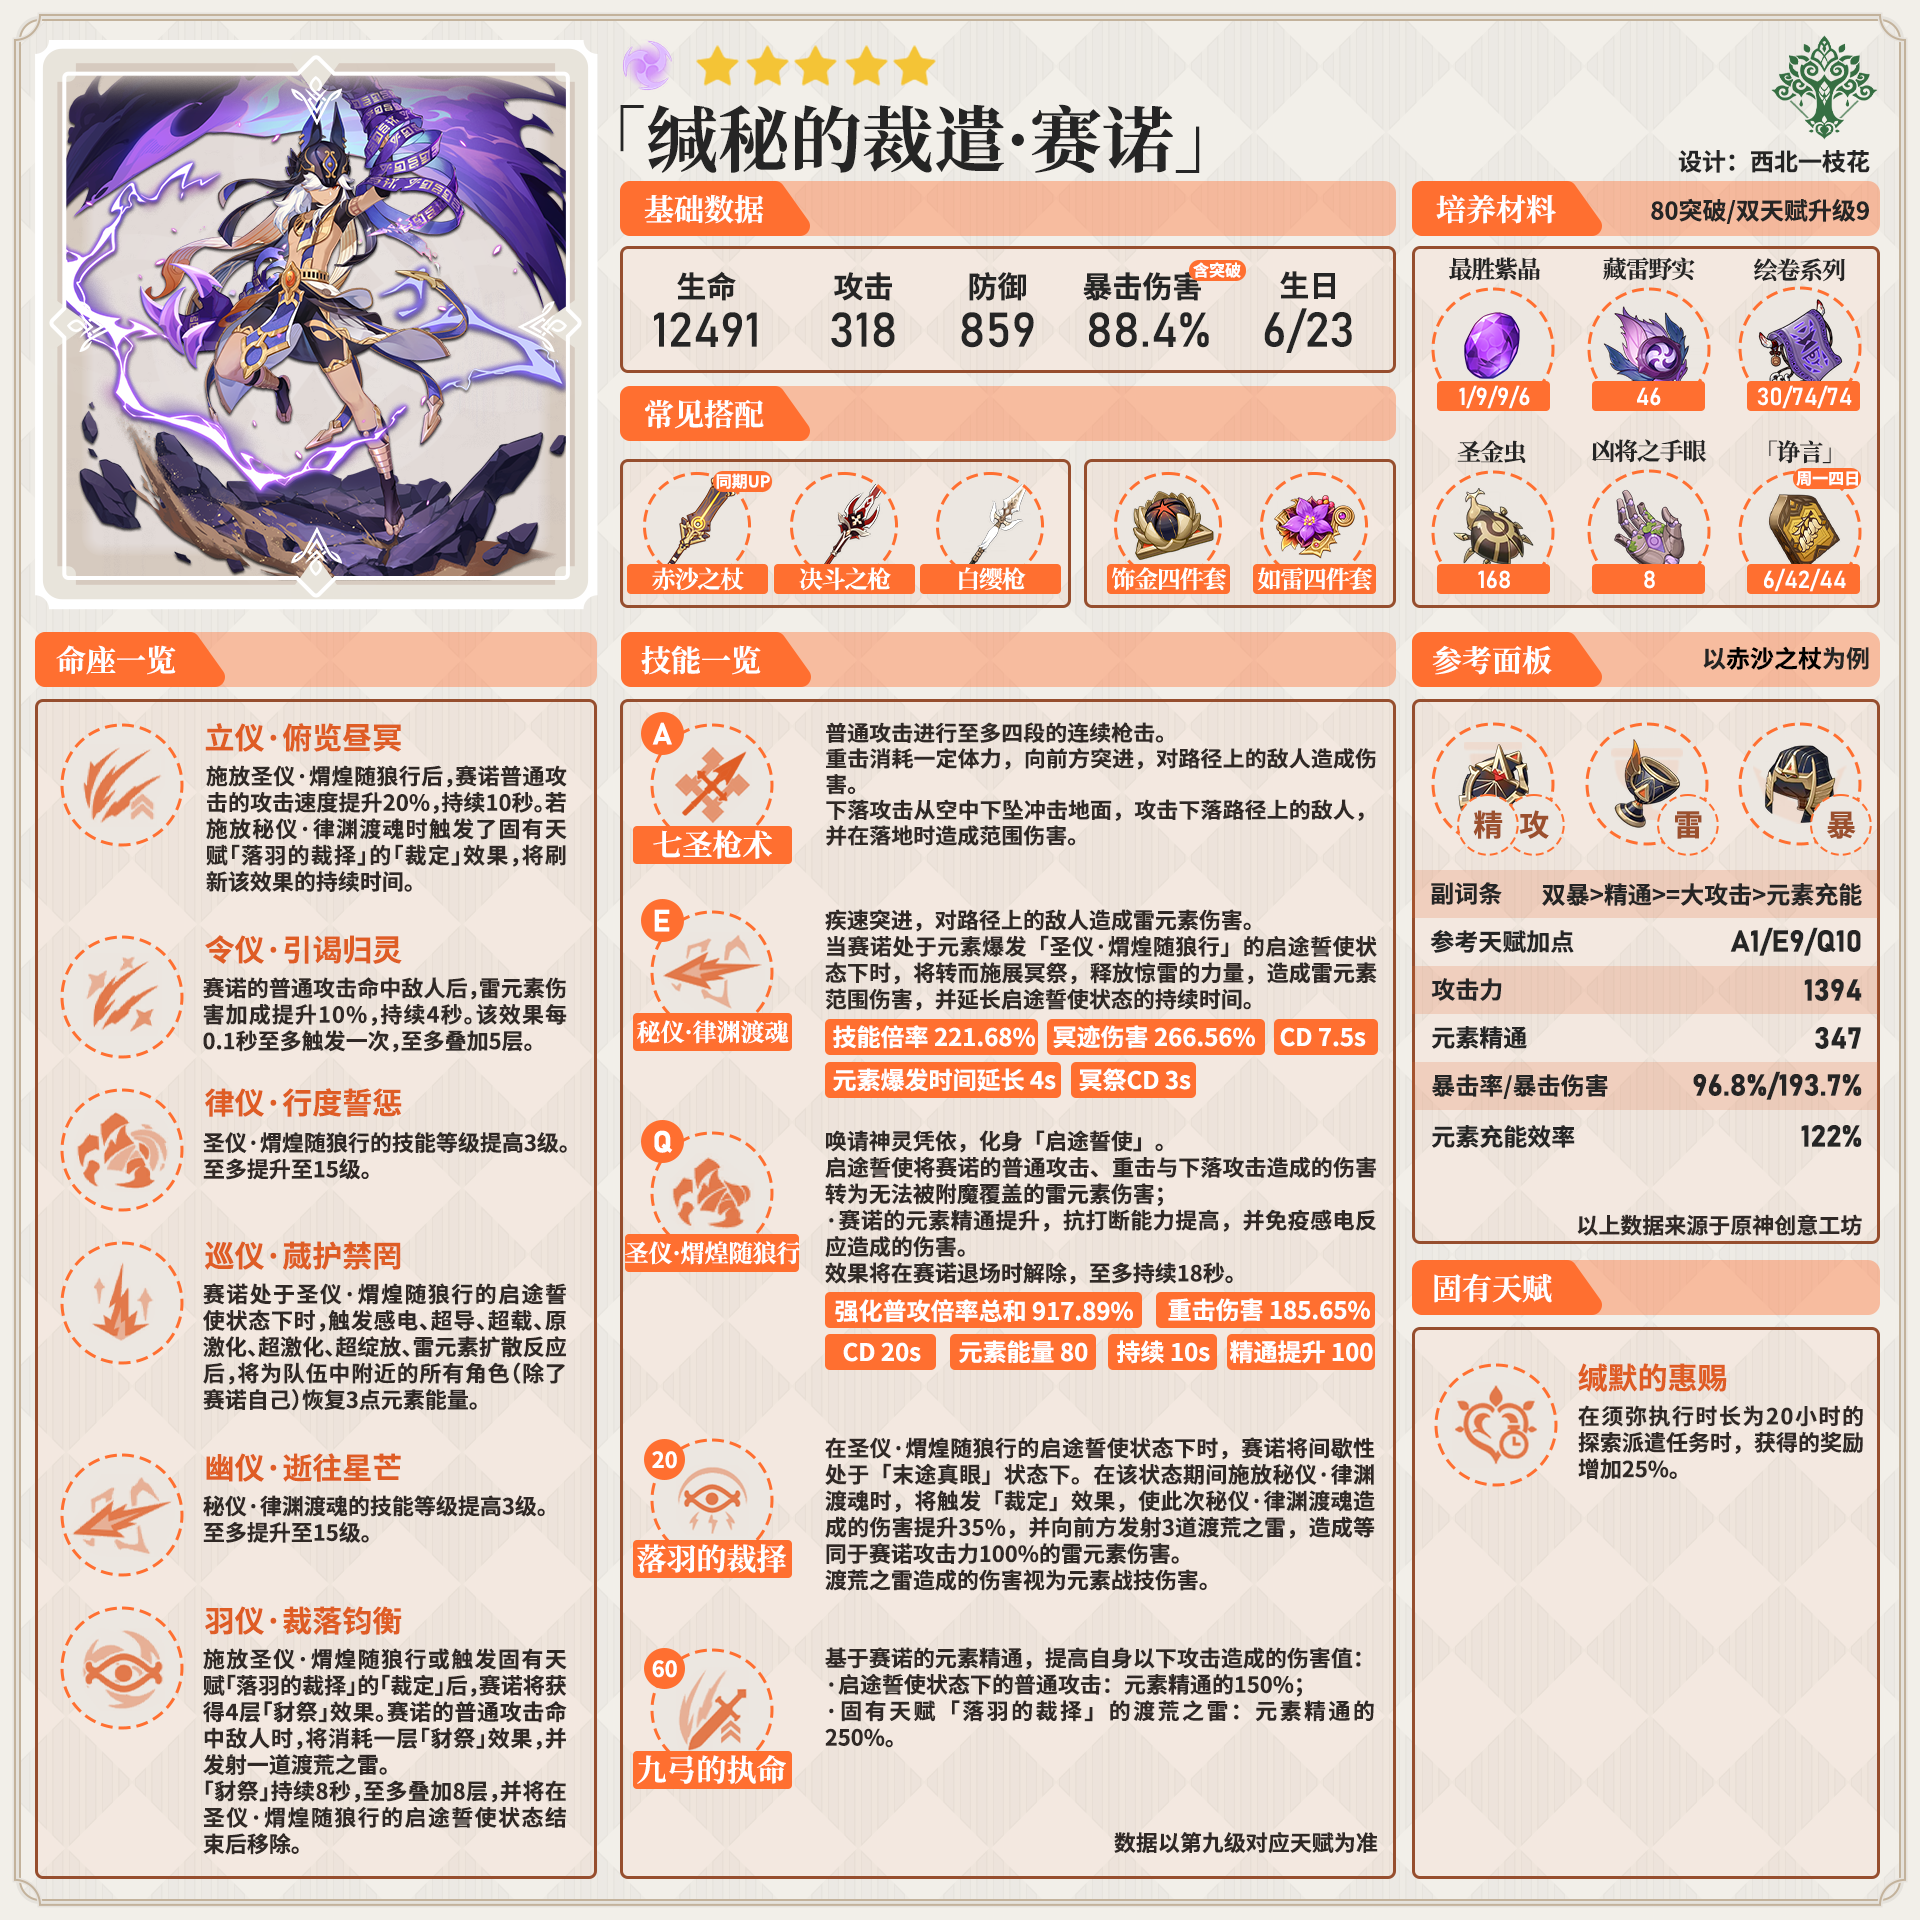 「缄秘的裁遣·赛诺」
设计：西北一枝花
基础数据
生命
12491
攻击
318
防御
859
暴击伤害
含突破
88.4%
生日
6/23
常见搭配
同期UP
赤沙之杖
决斗之枪
白缨枪
饰金四件套
如雷四件套
培养材料
80突破/双天赋升级9
最胜紫晶
1/9/9/6
藏雷野实
46
绘卷系列
30/74/74
圣金虫
168
凶将之手眼
8
「诤言」
周一四日
6/42/44
命座一览
立仪·俯览昼冥
施放圣仪·煟煌随狼行后，赛诺普通攻
击的攻击速度提升20%，持续10秒。若
施放秘仪·律渊渡魂时触发了固有天
赋「落羽的裁择」的「裁定」效果，将刷
新该效果的持续时间。
令仪·引谒归灵
赛诺的普通攻击命中敌人后，雷元素伤
害加成提升10%，持续4秒。该效果每
0.1秒至多触发一次，至多叠加5层。
律仪·行度誓惩
圣仪·煟煌随狼行的技能等级提高3级。
至多提升至15级。
巡仪·蒇护禁罔
赛诺处于圣仪·煟煌随狼行的启途誓
使状态下时，触发感电、超导、超载、原
激化、超激化、超绽放、雷元素扩散反应
后，将为队伍中附近的所有角色（除了
赛诺自己）恢复3点元素能量。
幽仪·逝往星芒
秘仪·律渊渡魂的技能等级提高3级。
至多提升至15级。
羽仪·裁落钧衡
施放圣仪·煟煌随狼行或触发固有天
赋「落羽的裁择」的「裁定」后，赛诺将获
得4层「豺祭」效果。赛诺的普通攻击命
中敌人时，将消耗一层「豺祭」效果，并
发射一道渡荒之雷。
「豺祭」持续8秒，至多叠加8层，并将在
圣仪·煟煌随狼行的启途誓使状态结
束后移除。
技能一览
A
七圣枪术
普通攻击进行至多四段的连续枪击。
重击消耗一定体力，向前方突进，对路径上的敌人造成伤
害。
下落攻击从空中下坠冲击地面，攻击下落路径上的敌人，
并在落地时造成范围伤害。
E
秘仪·律渊渡魂
疾速突进，对路径上的敌人造成雷元素伤害。
当赛诺处于元素爆发「圣仪·煟煌随狼行」的启途誓使状
态下时，将转而施展冥祭，释放惊雷的力量，造成雷元素
范围伤害，并延长启途誓使状态的持续时间。
技能倍率 221.68%
冥迹伤害 266.56%
CD 7.5s
元素爆发时间延长 4s
冥祭CD 3s
Q
圣仪·煟煌随狼行
唤请神灵凭依，化身「启途誓使」。
启途誓使将赛诺的普通攻击、重击与下落攻击造成的伤害
转为无法被附魔覆盖的雷元素伤害；
·赛诺的元素精通提升，抗打断能力提高，并免疫感电反
应造成的伤害。
效果将在赛诺退场时解除，至多持续18秒。
强化普攻倍率总和 917.89%
重击伤害 185.65%
CD 20s
元素能量 80
持续 10s
精通提升 100
20
落羽的裁择
在圣仪·煟煌随狼行的启途誓使状态下时，赛诺将间歇性
处于「末途真眼」状态下。在该状态期间施放秘仪·律渊
渡魂时，将触发「裁定」效果，使此次秘仪·律渊渡魂造
成的伤害提升35%，并向前方发射3道渡荒之雷，造成等
同于赛诺攻击力100%的雷元素伤害。
渡荒之雷造成的伤害视为元素战技伤害。
60
九弓的执命
基于赛诺的元素精通，提高自身以下攻击造成的伤害值：
·启途誓使状态下的普通攻击：元素精通的150%；
·固有天赋「落羽的裁择」的渡荒之雷：元素精通的
250%。
数据以第九级对应天赋为准
参考面板
以赤沙之杖为例
精
攻
雷
暴
副词条
双暴>精通>=大攻击>元素充能
参考天赋加点
A1/E9/Q10
攻击力
1394
元素精通
347
暴击率/暴击伤害
96.8%/193.7%
元素充能效率
122%
以上数据来源于原神创意工坊
固有天赋
缄默的惠赐
在须弥执行时长为20小时的
探索派遣任务时，获得的奖励
增加25%。